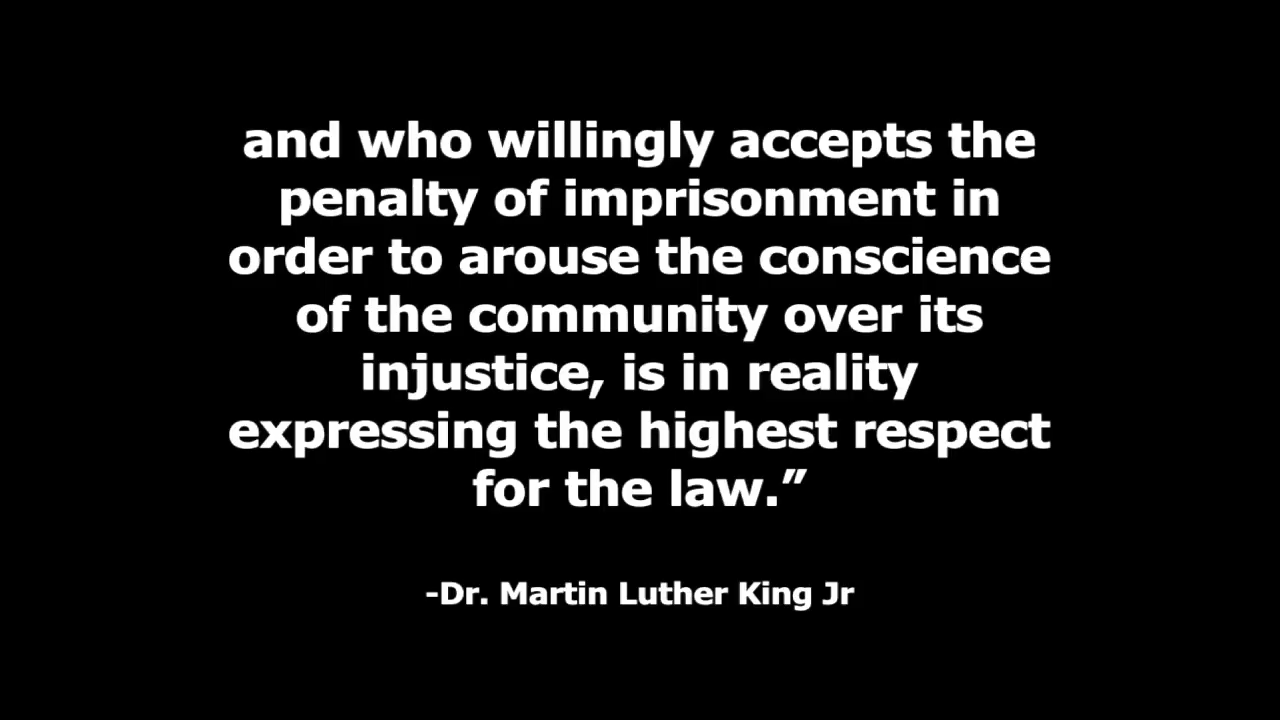 and who willingly accepts the
penalty of imprisonment in
order to arouse the conscience
of the community over its
injustice, is in reality
expressing the highest respect
for the law.”
-Dr. Martin Luther King Jr